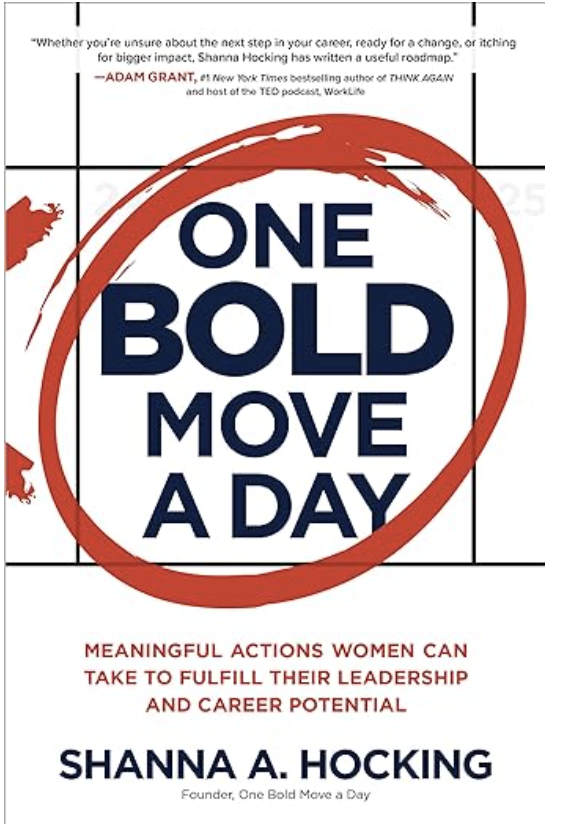 “Whether you’re unsure about the next step in your career, ready for a change, or itching
for bigger impact, Shanna Hocking has written a useful roadmap.”
—ADAM GRANT, #1 New York Times bestselling author of THINK AGAIN
and host of the TED podcast, WorkLife
25
ONE
BOLD
MOVE
A DAY
MEANINGFUL ACTIONS WOMEN CAN
TAKE TO FULFILL THEIR LEADERSHIP
AND CAREER POTENTIAL
SHANNA A. HOCKING
Founder, One Bold Move a Day